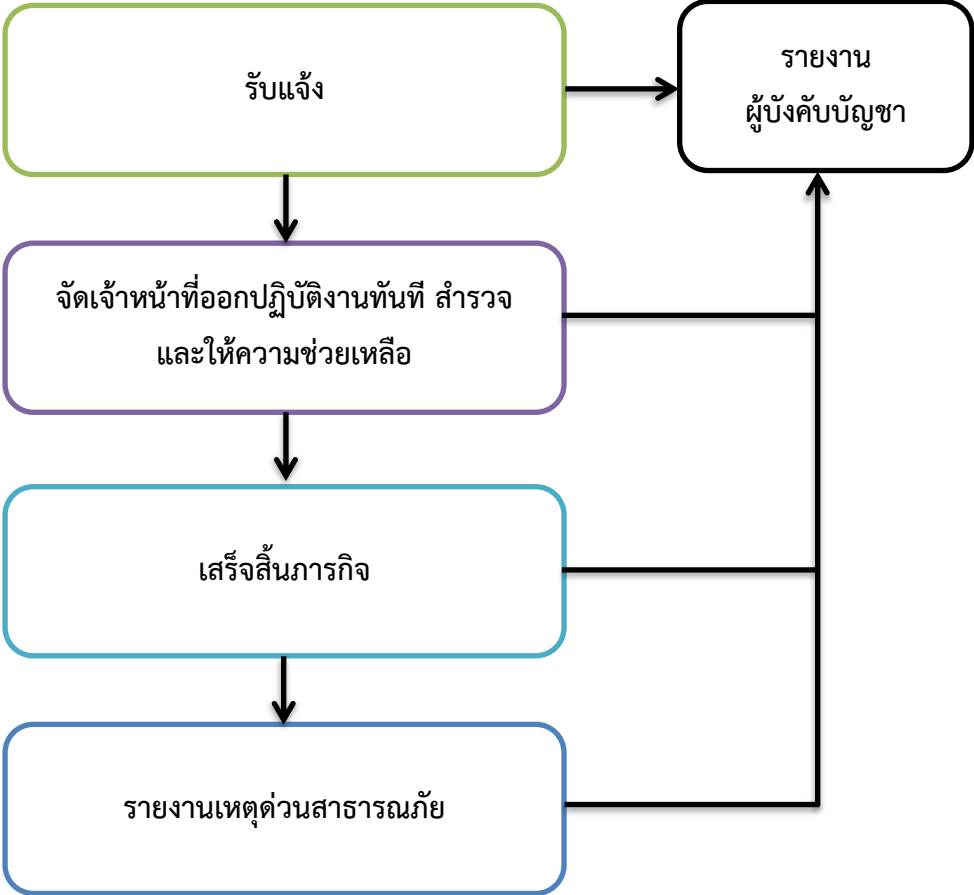 รับแจ้ง
รายงาน
ผู้บังคับบัญชา
จัดเจ้าหน้าที่ออกปฏิบัติงานทันที สำรวจ
และให้ความช่วยเหลือ
เสร็จสิ้นภารกิจ
รายงานเหตุด่วนสาธารณภัย